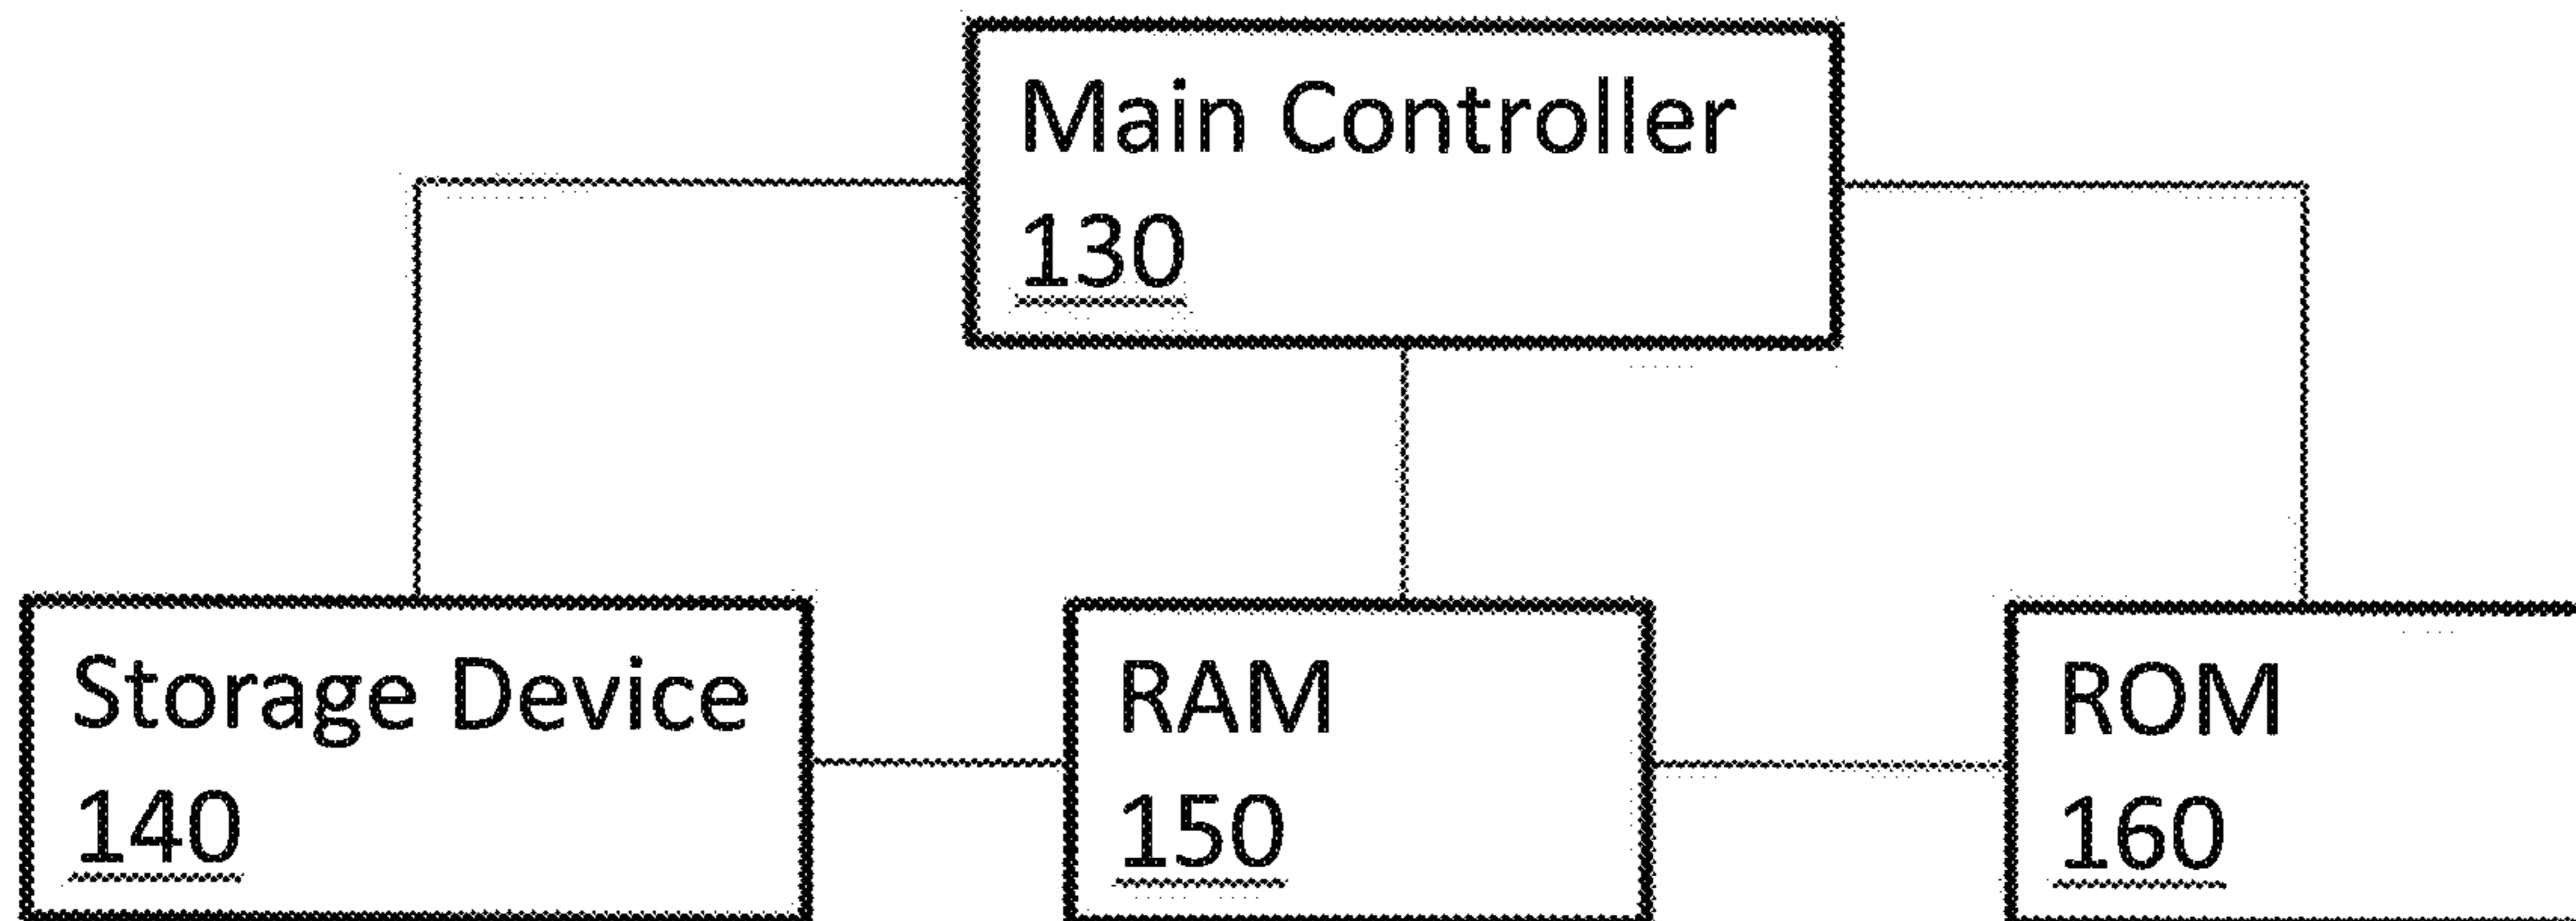 Main Controller
130
Storage Device
140
RAM
150
ROM
160